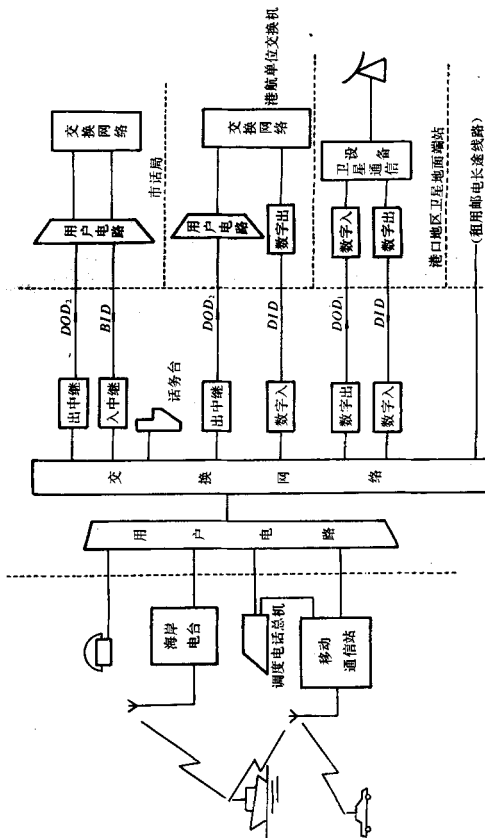 海岸
电台
调度电话总机
移动
通信站
用户电路
交换网络
出中继
入中继
话务台
出中继
数字入
数字出
数字入
DOD₂
BID
DOD₂
DID
DOD₁
DID
用户电路
交换网络
市话局
用户电路
数字出
交换网络
港航单位交换机
数字入
数字出
卫星通信
设备
港口地区卫星地面端站
(租用邮电长途线路)